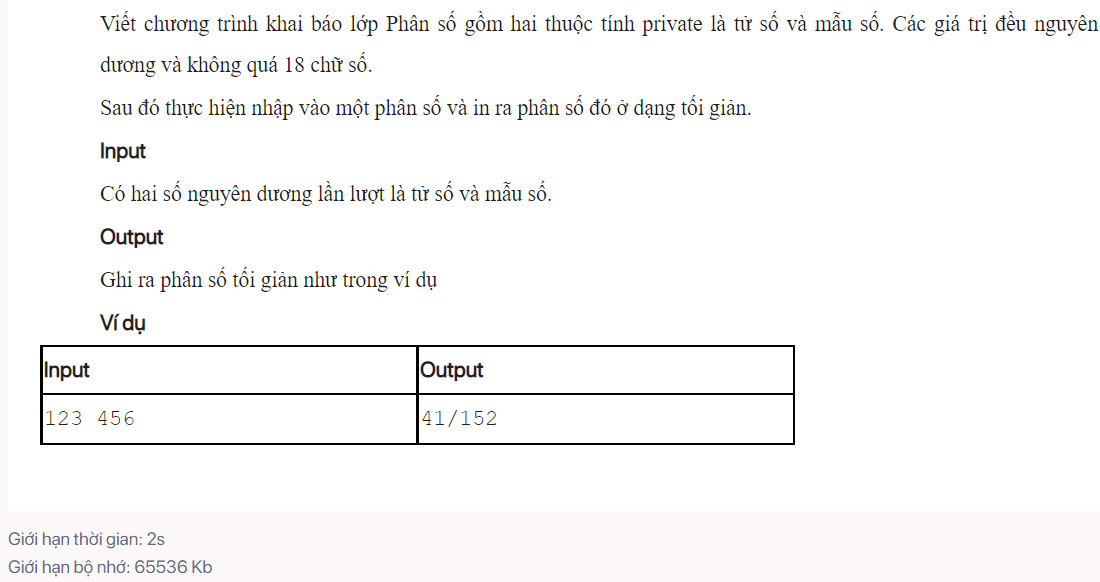 Viết chương trình khai báo lớp Phân số gồm hai thuộc tính private là tử số và mẫu số. Các giá trị đều nguyên
dương và không quá 18 chữ số.
Sau đó thực hiện nhập vào một phân số và in ra phân số đó ở dạng tối giản.
Input
Có hai số nguyên dương lần lượt là tử số và mẫu số.
Output
Ghi ra phân số tối giản như trong ví dụ
Ví dụ
Input Output
123 456 41/152
Giới hạn thời gian: 2s
Giới hạn bộ nhớ: 65536 Kb